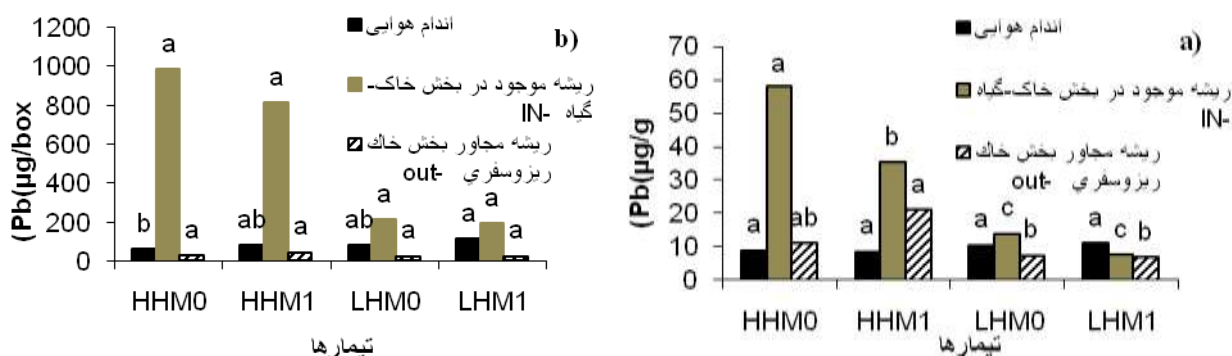 b)
1200
1000
800
600
400
200
0
(Pb(µg/box
اندام هوایی
ریشه موجود در بخش خاک-
گیاه IN-
ریشه مجاور بخش خاك
ریزوسفري out-
a
a
b
a
ab
a
ab
a
a
a
a
a
HHM0
HHM1
LHM0
LHM1
تیمارها
a)
70
60
50
40
30
20
10
0
(Pb(µg/g
اندام هوایی
ریشه موجود در بخش خاک-گیاه
IN-
ریشه مجاور بخش خاك
ریزوسفري out-
a
a
ab
a
b
a
a
c
b
a
c
b
HHM0
HHM1
LHM0
LHM1
تیمارها